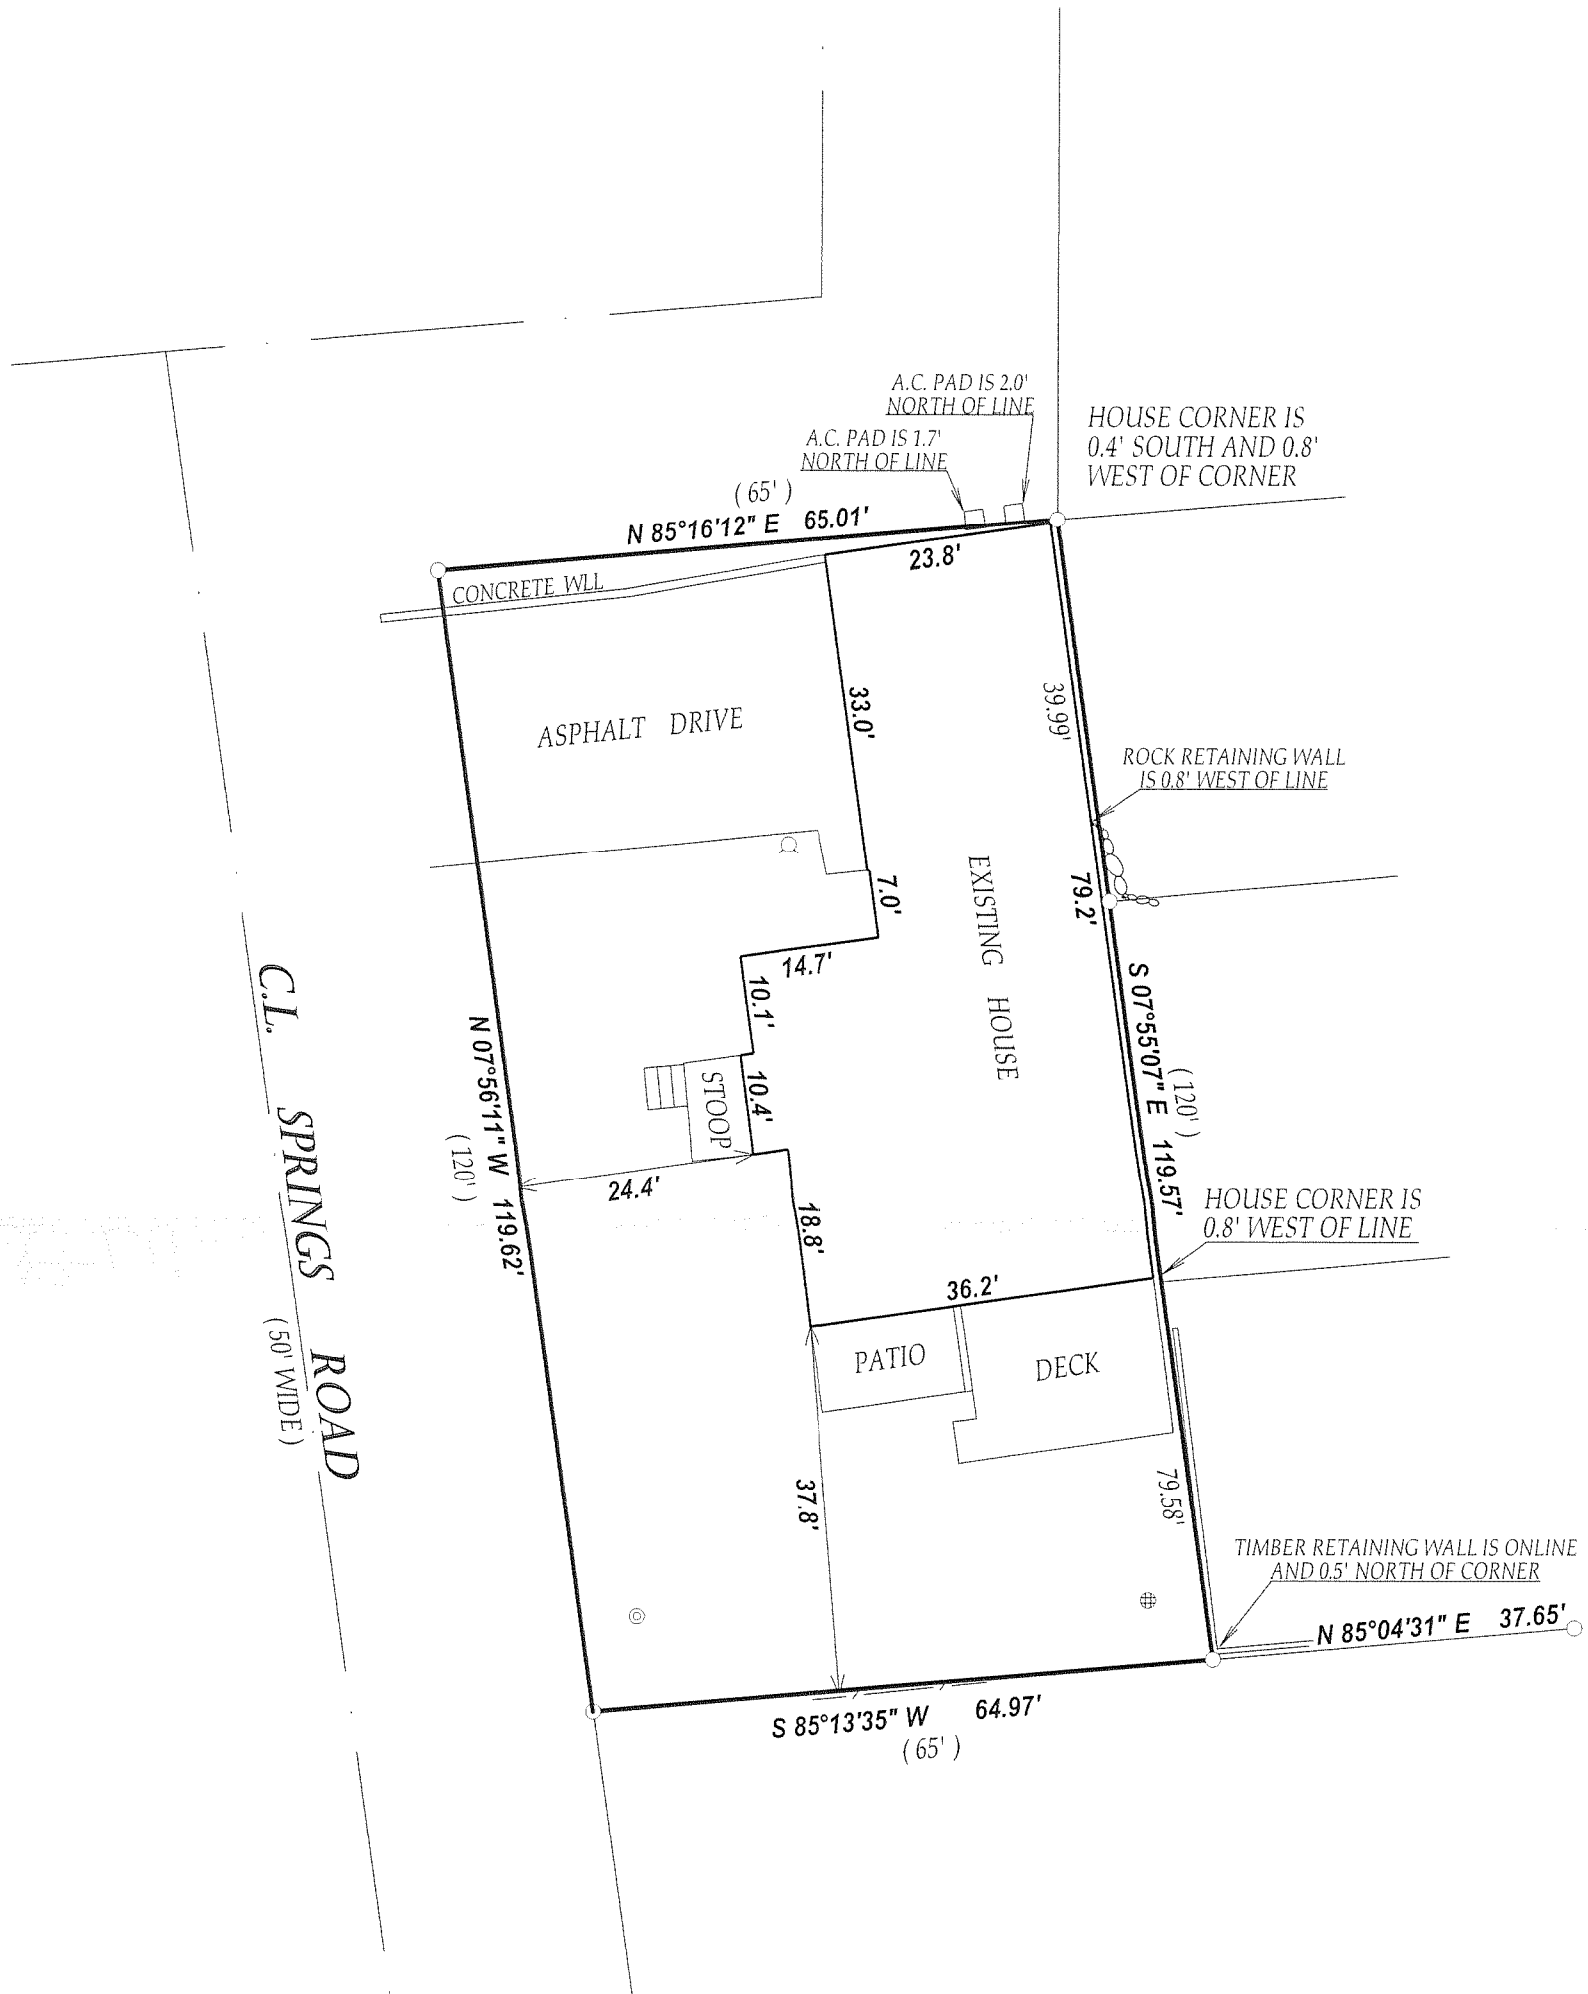 A.C. PAD IS 2.0'
NORTH OF LINE
A.C. PAD IS 1.7'
NORTH OF LINE
HOUSE CORNER IS
0.4' SOUTH AND 0.8'
WEST OF CORNER
( 65' )
N 85°16'12" E 65.01'
23.8'
CONCRETE WLL
ASPHALT DRIVE
33.0'
39.99'
ROCK RETAINING WALL
IS 0.8' WEST OF LINE
79.2'
7.0'
EXISTING HOUSE
14.7'
10.1'
S 07°55'07" E 119.57'
( 120' )
STOOP
10.4'
C.L. SPRINGS ROAD
( 50' WIDE )
N 07°56'11" W 119.62'
( 120' )
24.4'
18.8'
HOUSE CORNER IS
0.8' WEST OF LINE
36.2'
PATIO
DECK
37.8'
79.58'
TIMBER RETAINING WALL IS ONLINE
AND 0.5' NORTH OF CORNER
N 85°04'31" E 37.65'
S 85°13'35" W 64.97'
( 65' )